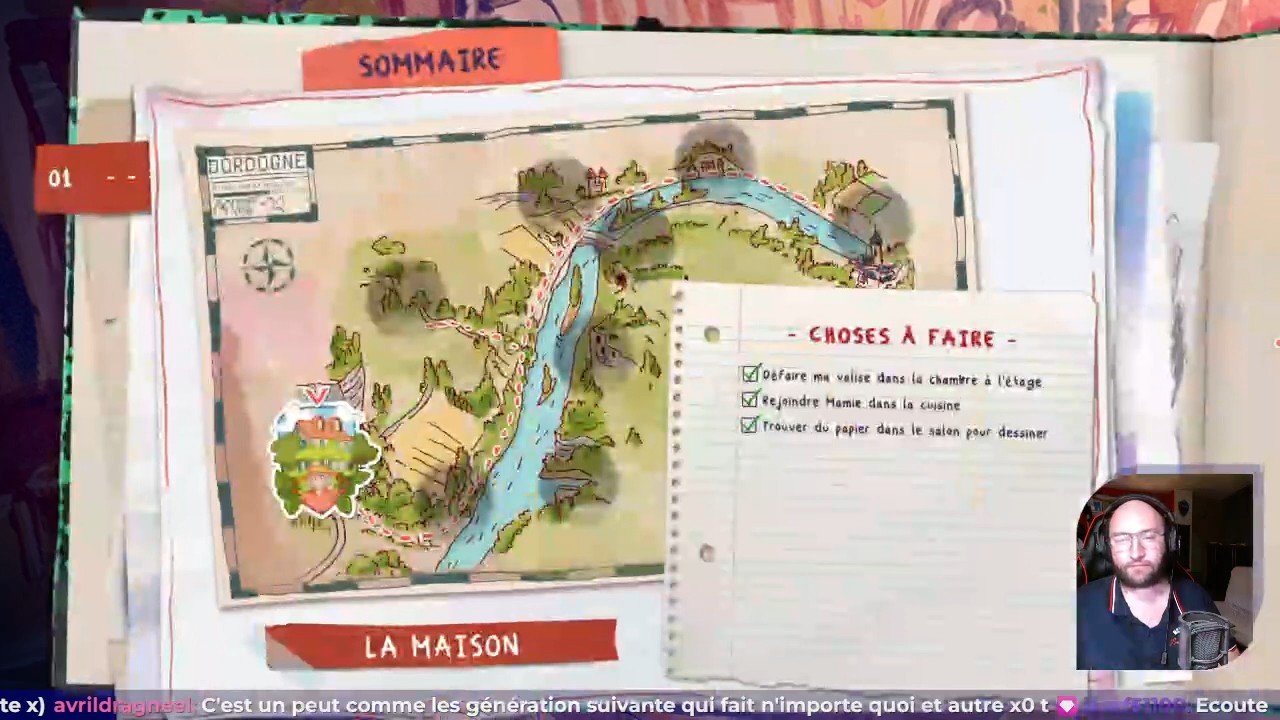 SOMMAIRE
01 - -
DORDOGNE
- CHOSES À FAIRE -
Défaire ma valise dans la chambre à l'étage
Rejoindre Mamie dans la cuisine
Trouver du papier dans le salon pour dessiner
LA MAISON
te x) avrildragneel C'est un peu comme les génération suivante qui fait n'importe quoi et autre x0 t Ecoute